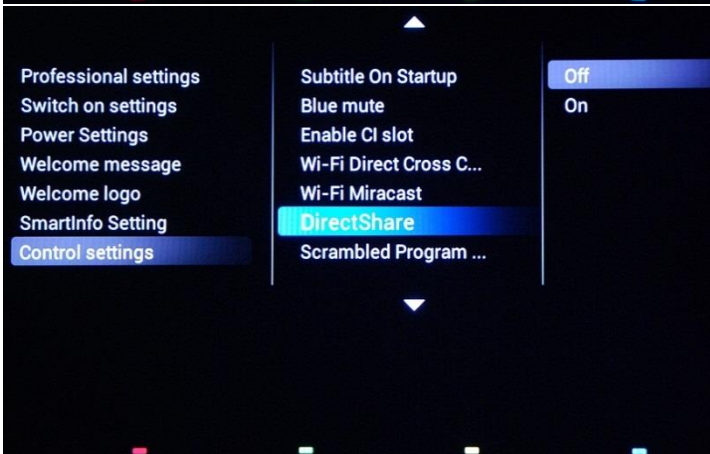 Professional settings
Switch on settings
Power Settings
Welcome message
Welcome logo
SmartInfo Setting
Control settings
Subtitle On Startup
Blue mute
Enable CI slot
Wi-Fi Direct Cross C...
Wi-Fi Miracast
DirectShare
Scrambled Program ...
Off
On